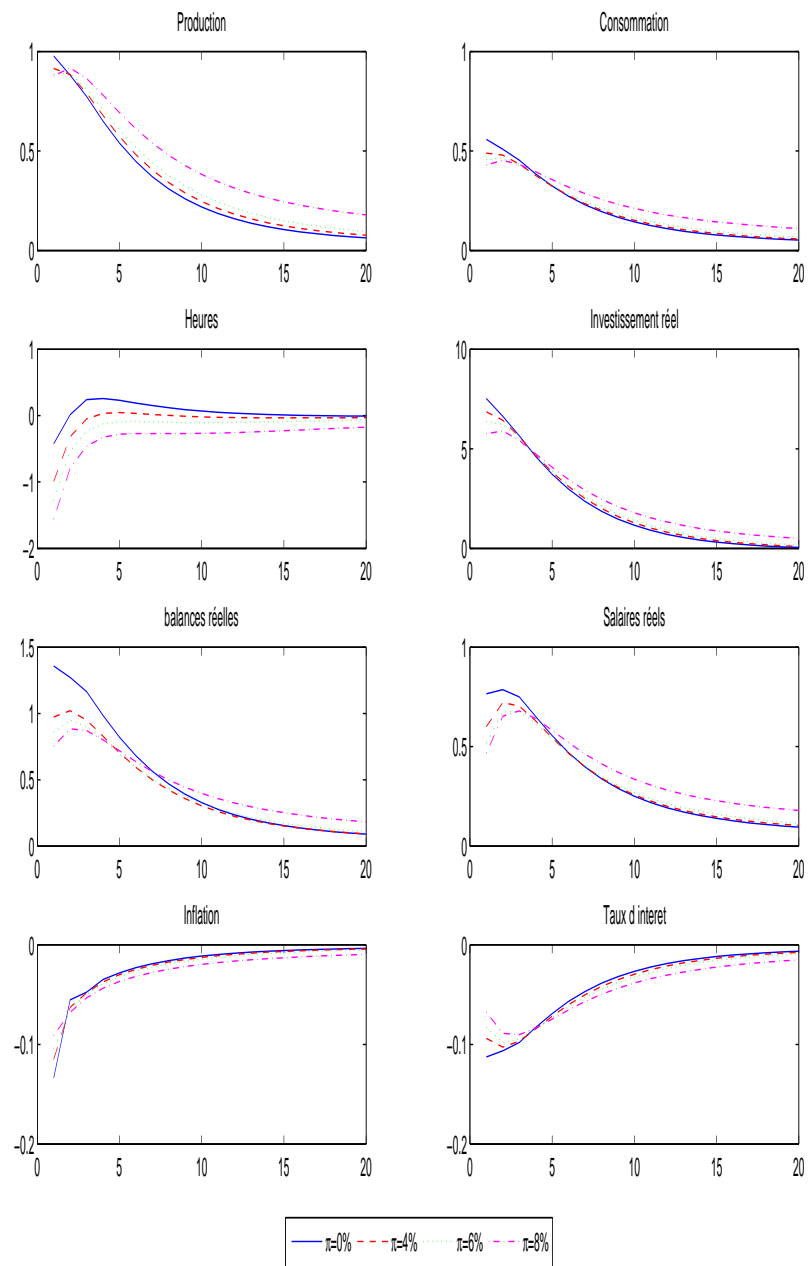 Production
1
0.5
0
0 5 10 15 20
Consommation
1
0.5
0
0 5 10 15 20
Heures
1
0
−1
−2
0 5 10 15 20
Investissement réel
10
5
0
0 5 10 15 20
balances réelles
1.5
1
0.5
0
0 5 10 15 20
Salaires réels
1
0.5
0
0 5 10 15 20
Inflation
0
−0.1
−0.2
0 5 10 15 20
Taux d interet
0
−0.1
−0.2
0 5 10 15 20
π=0% π=4% π=6% π=8%